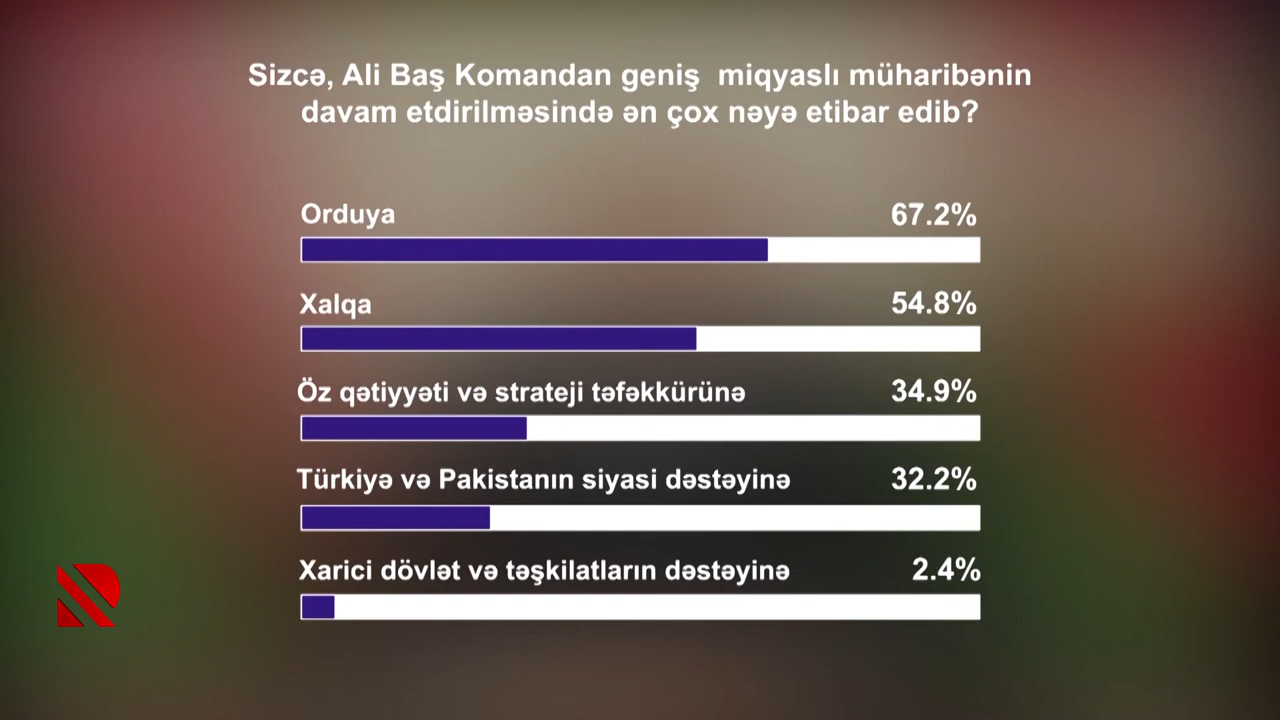 Sizcə, Ali Baş Komandan geniş  miqyaslı müharibənin
davam etdirilməsində ən çox nəyə etibar edib?
Orduya 67.2%
Xalqa 54.8%
Öz qətiyyəti və strateji təfəkkürünə 34.9%
Türkiyə və Pakistanın siyasi dəstəyinə 32.2%
Xarici dövlət və təşkilatların dəstəyinə 2.4%